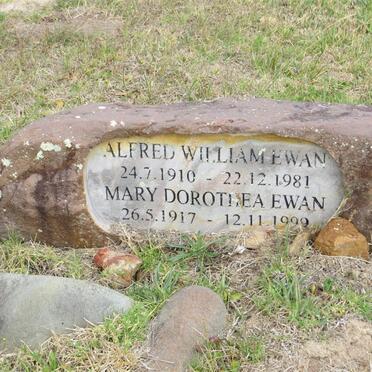 ALFRED WILLIAM EWAN
24.7.1910 - 22.12.1981
MARY DOROTHEA EWAN
26.5.1917 - 12.11.1999